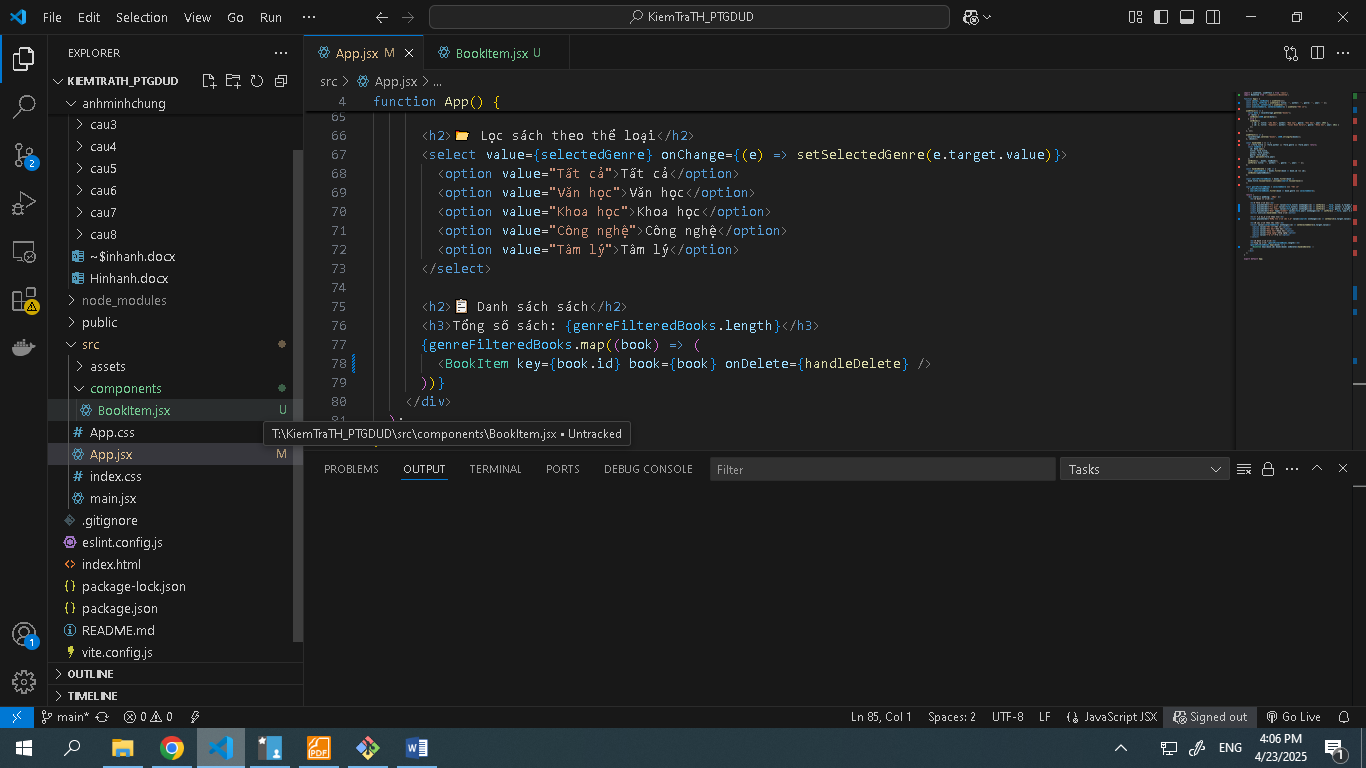 File Edit Selection View Go Run ···
KiemTraTH_PTGDUD
EXPLORER
KIEMTRATH_PTGDUD
anhminhchung
cau3
cau4
cau5
cau6
cau7
cau8
~$inhanh.docx
Hinhanh.docx
node_modules
public
src
assets
components
BookItem.jsx U
App.css
App.jsx M
index.css
main.jsx
.gitignore
eslint.config.js
index.html
package-lock.json
package.json
README.md
vite.config.js
OUTLINE
TIMELINE
2
1
App.jsx M
BookItem.jsx U
src > App.jsx > ...
4 function App() {
65
66 <h2>📂 Lọc sách theo thể loại</h2>
67 <select value={selectedGenre} onChange={(e) => setSelectedGenre(e.target.value)}>
68 <option value="Tất cả">Tất cả</option>
69 <option value="Văn học">Văn học</option>
70 <option value="Khoa học">Khoa học</option>
71 <option value="Công nghệ">Công nghệ</option>
72 <option value="Tâm lý">Tâm lý</option>
73 </select>
74
75 <h2>📋 Danh sách sách</h2>
76 <h3>Tổng số sách: {genreFilteredBooks.length}</h3>
77 {genreFilteredBooks.map((book) => (
78 <BookItem key={book.id} book={book} onDelete={handleDelete} />
79 ))}
80 </div>
81 );
T:\KiemTraTH_PTGDUD\src\components\BookItem.jsx • Untracked
PROBLEMS OUTPUT TERMINAL PORTS DEBUG CONSOLE
Filter
Tasks
main* 0 0
Ln 85, Col 1 Spaces: 2 UTF-8 LF JavaScript JSX Signed out Go Live
PDF
ENG
4:06 PM
4/23/2025
1